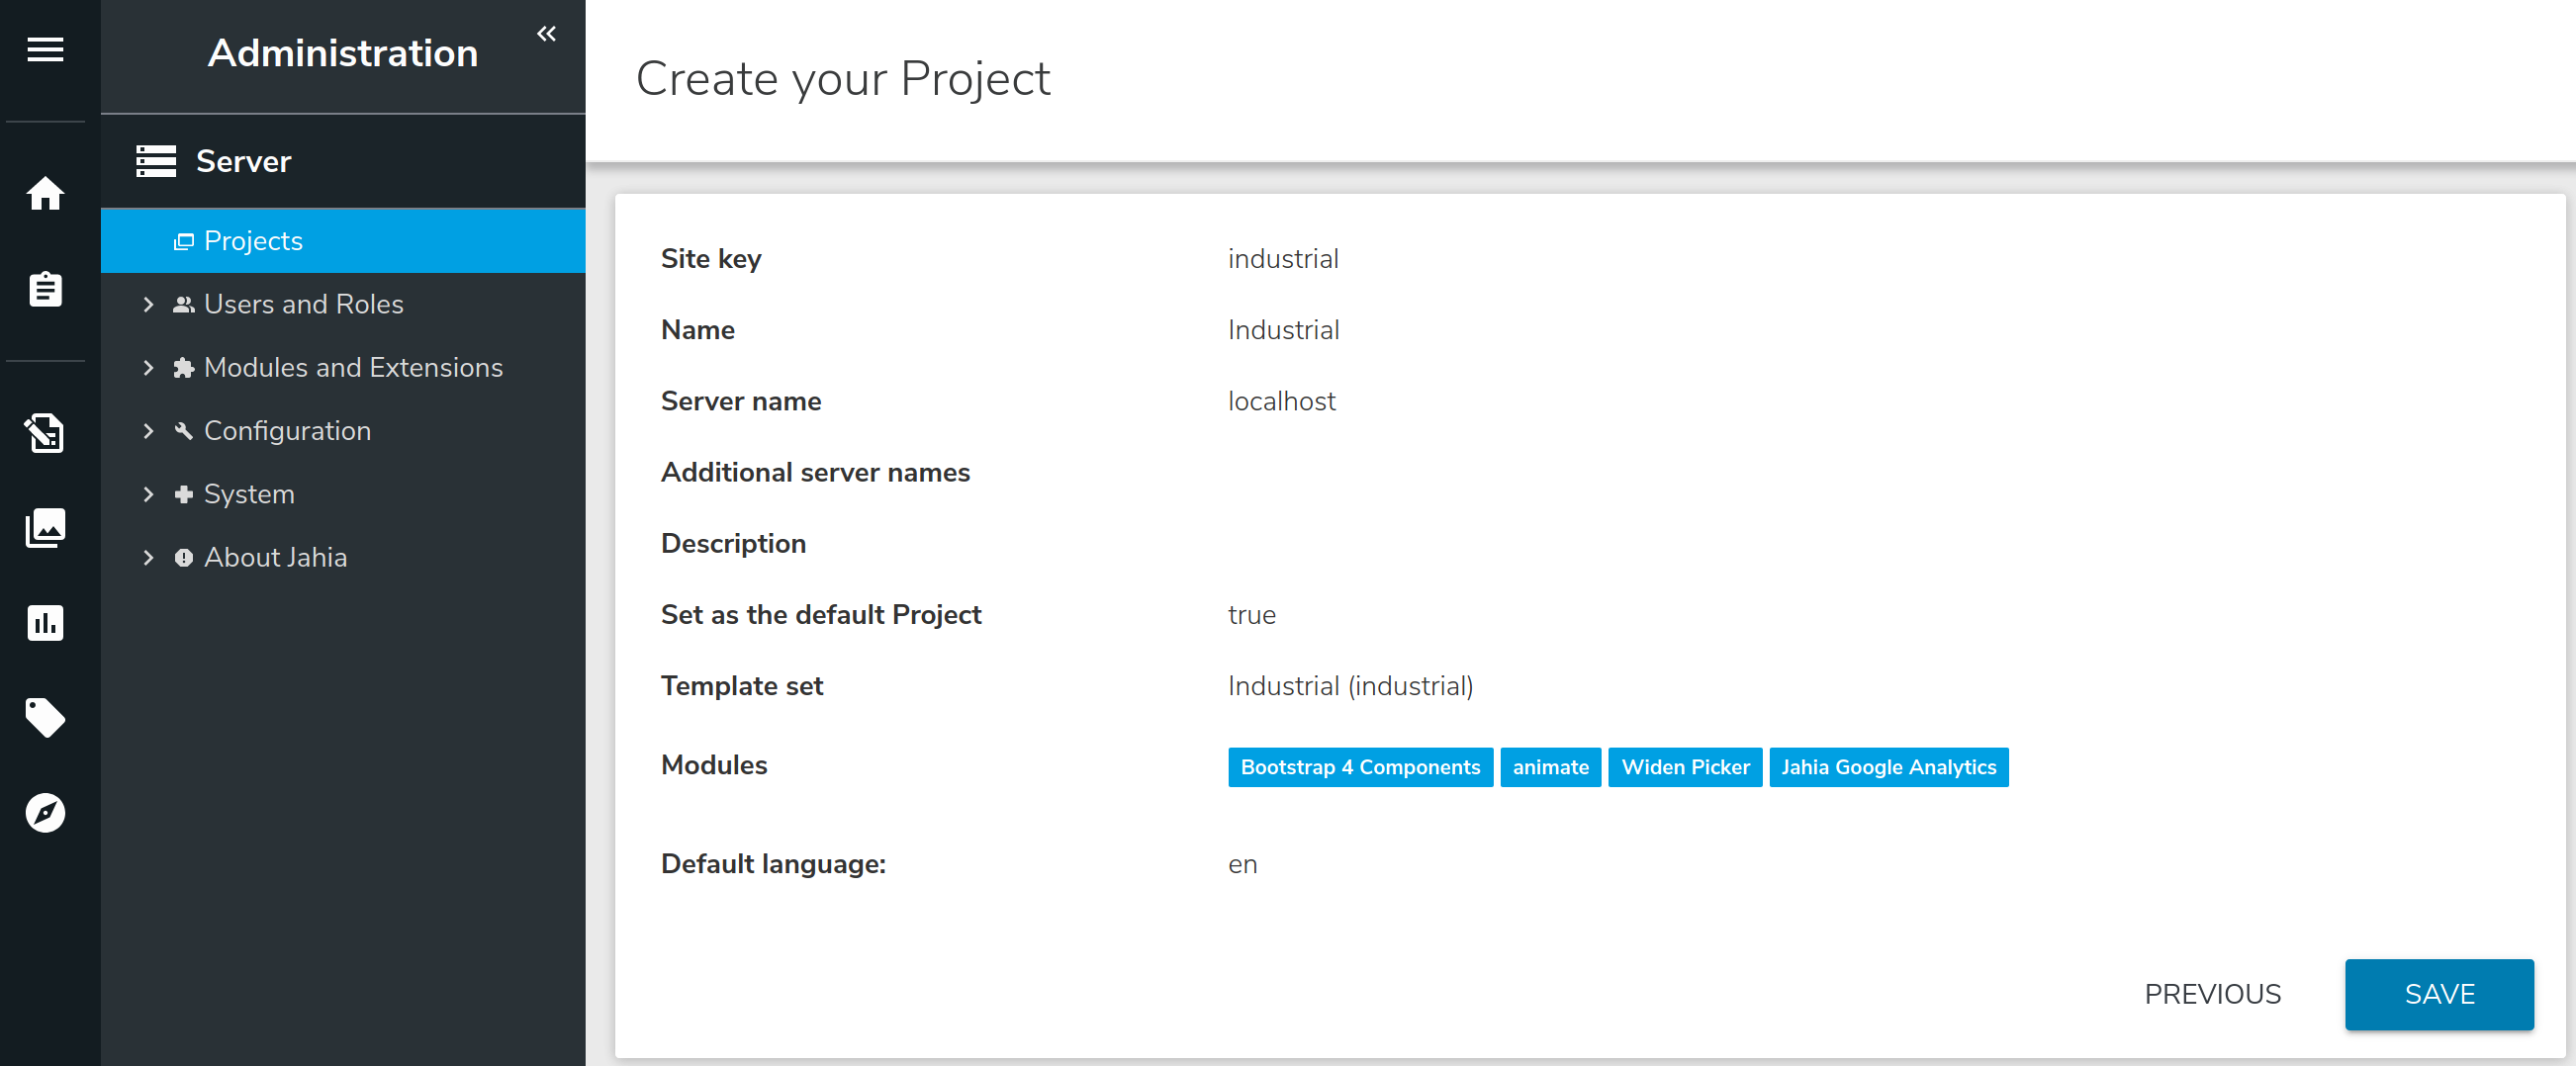 Administration
Server
Projects
Users and Roles
Modules and Extensions
Configuration
System
About Jahia
Create your Project
Site key industrial
Name Industrial
Server name localhost
Additional server names
Description
Set as the default Project true
Template set Industrial (industrial)
Modules Bootstrap 4 Components animate Widen Picker Jahia Google Analytics
Default language: en
PREVIOUS SAVE